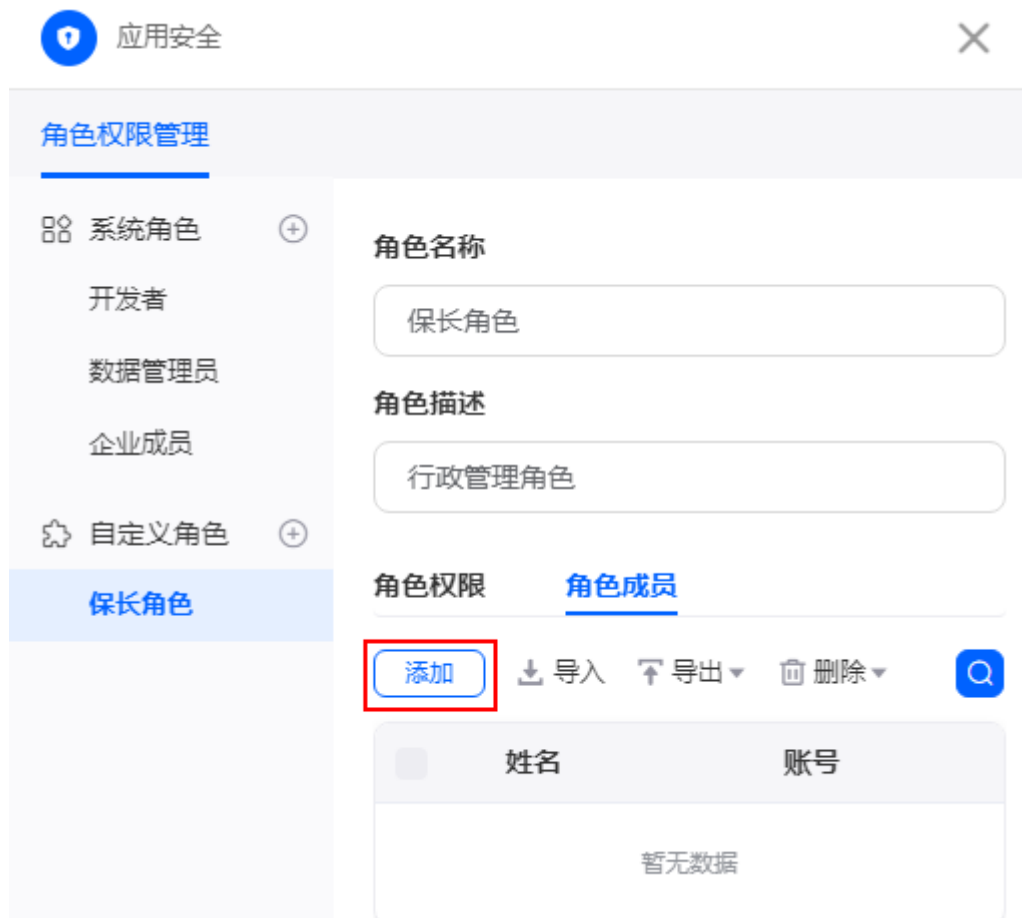 应用安全
角色权限管理
系统角色
开发者
数据管理员
企业成员
自定义角色
保长角色
角色名称
保长角色
角色描述
行政管理角色
角色权限 角色成员
添加 导入 导出 删除
姓名 账号
暂无数据